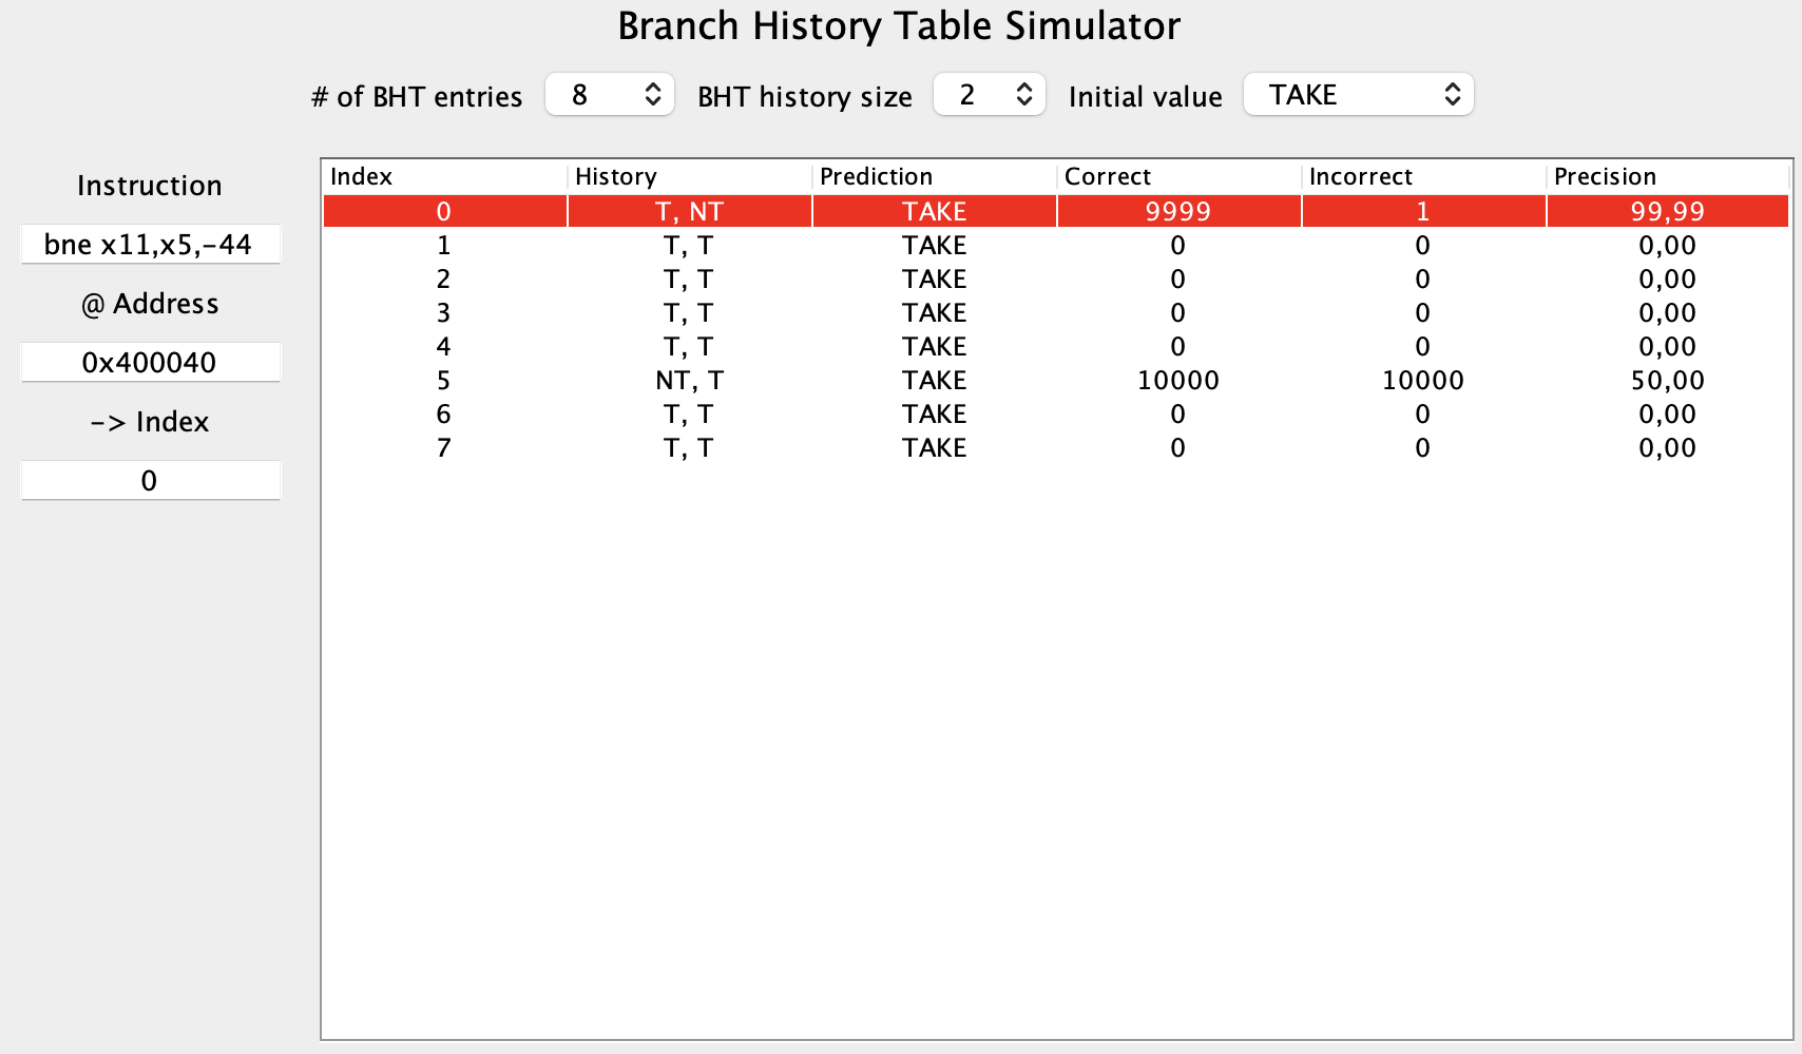 Branch History Table Simulator
# of BHT entries 8 BHT history size 2 Initial value TAKE
Instruction
bne x11,x5,-44
@ Address
0x400040
-> Index
0
Index History Prediction Correct Incorrect Precision
0 T, NT TAKE 9999 1 99,99
1 T, T TAKE 0 0 0,00
2 T, T TAKE 0 0 0,00
3 T, T TAKE 0 0 0,00
4 T, T TAKE 0 0 0,00
5 NT, T TAKE 10000 10000 50,00
6 T, T TAKE 0 0 0,00
7 T, T TAKE 0 0 0,00